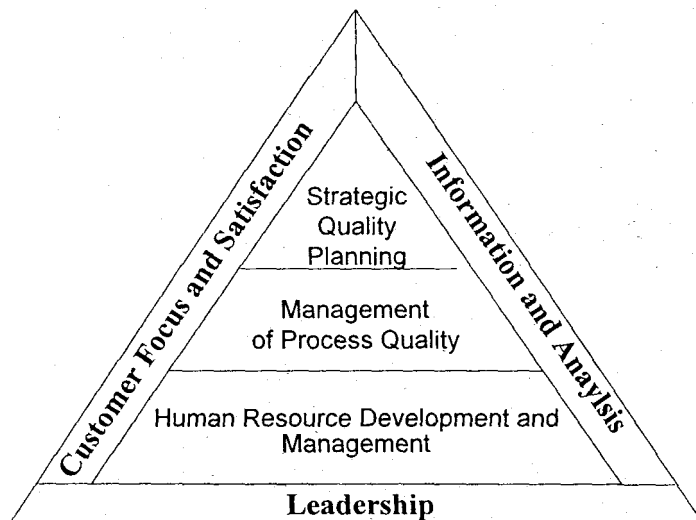 Customer Focus and Satisfaction
Information and Anaylsis
Strategic
Quality
Planning
Management
of Process Quality
Human Resource Development and
Management
Leadership